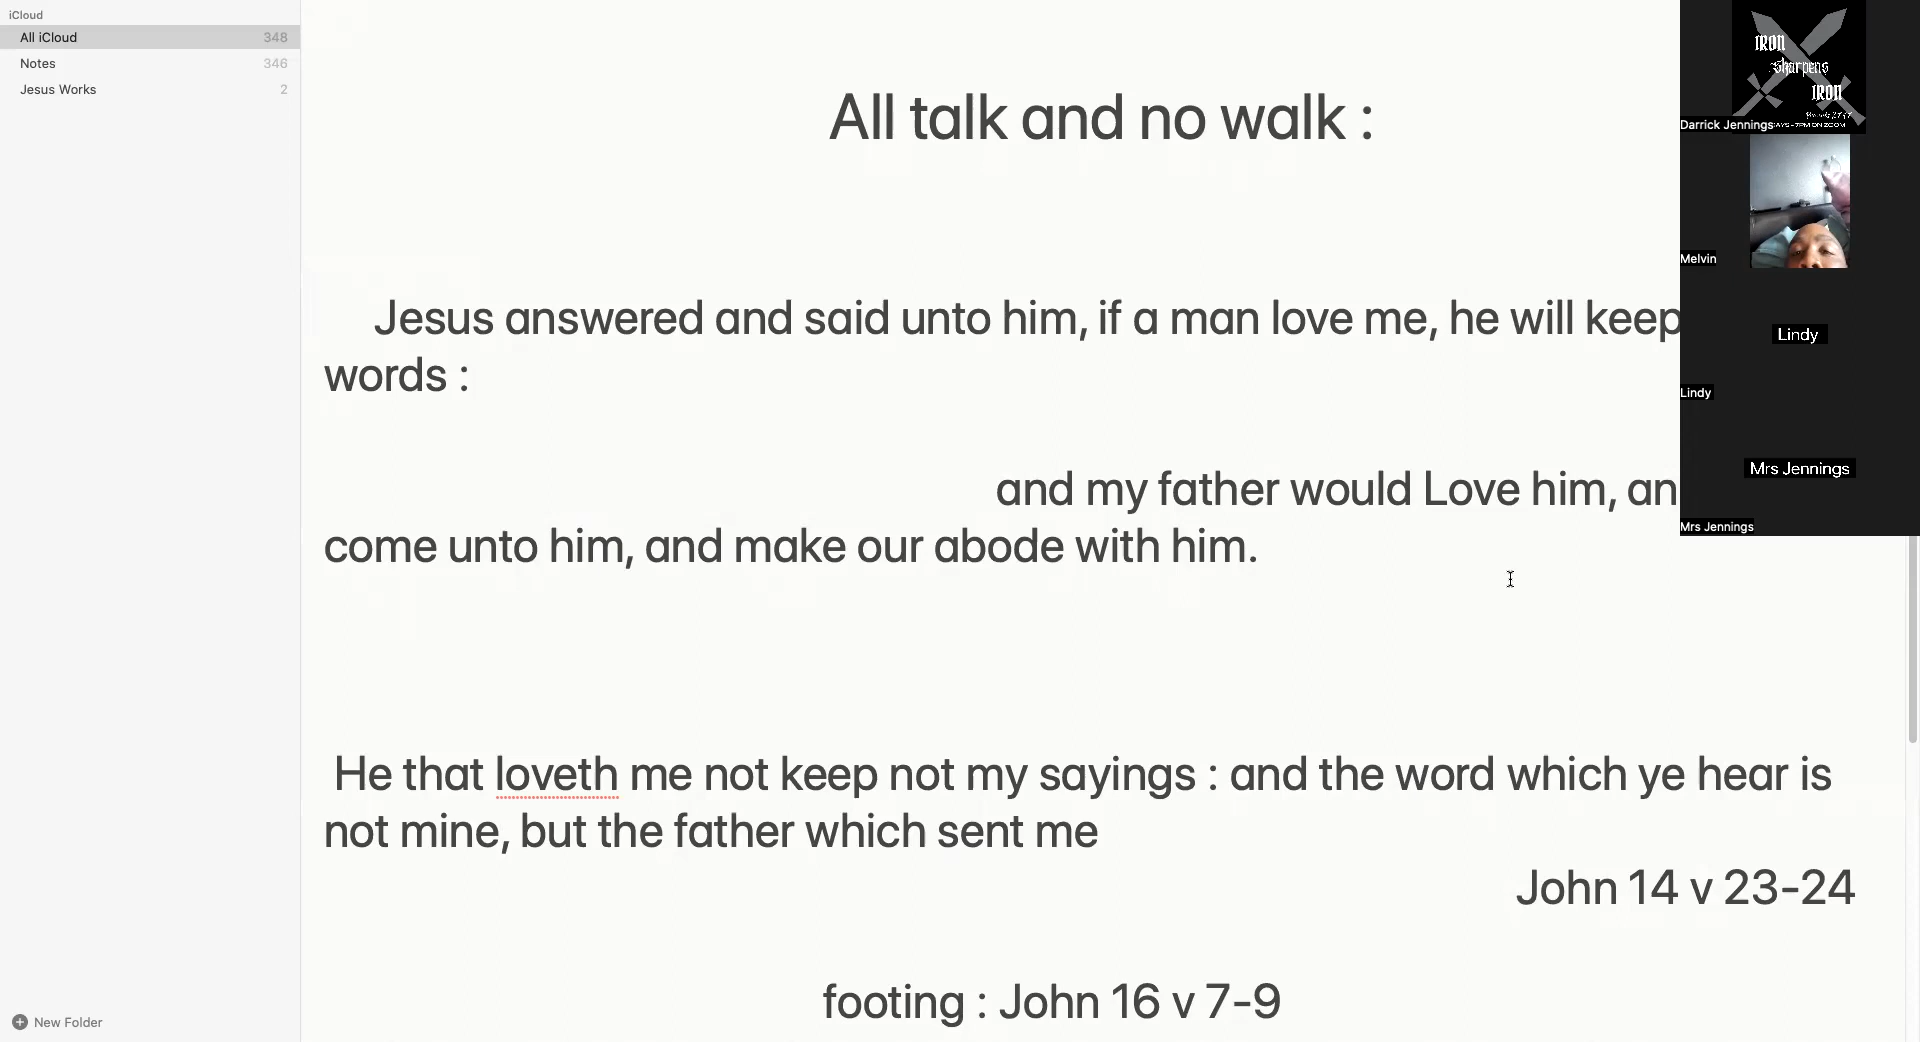 iCloud
All iCloud 348
Notes 346
Jesus Works 2
New Folder
All talk and no walk :
Jesus answered and said unto him, if a man love me, he will keep
words :
and my father would Love him, an
come unto him, and make our abode with him.
He that loveth me not keep not my sayings : and the word which ye hear is
not mine, but the father which sent me
John 14 v 23-24
footing : John 16 v 7-9
IRON
Sharpens
IRON
AYS - 7PM ON ZOOM
Darrick Jennings
Melvin
Lindy
Lindy
Mrs Jennings
Mrs Jennings